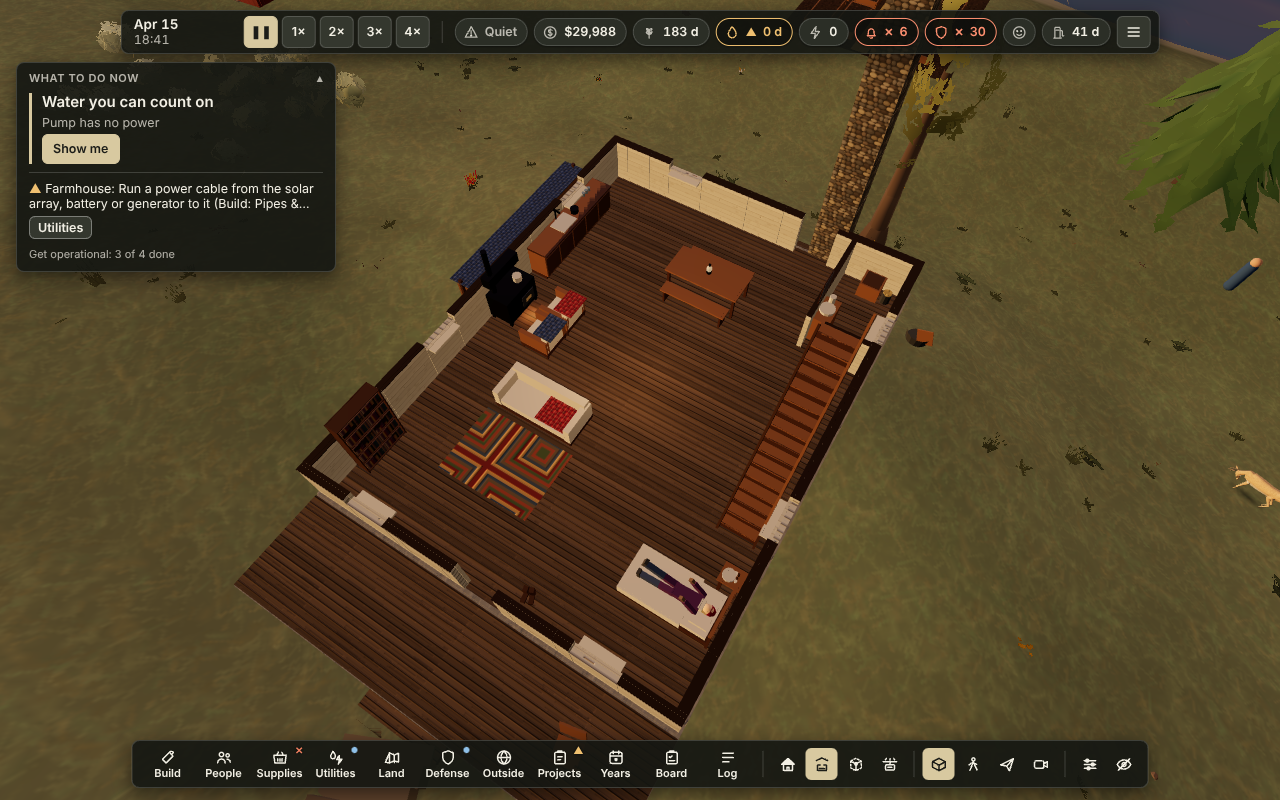 Apr 15
18:41
1×
2×
3×
4×
Quiet
$29,988
183 d
0 d
0
× 6
× 30
41 d
WHAT TO DO NOW
Water you can count on
Pump has no power
Show me
Farmhouse: Run a power cable from the solar
array, battery or generator to it (Build: Pipes &...
Utilities
Get operational: 3 of 4 done
Build
People
Supplies
Utilities
Land
Defense
Outside
Projects
Years
Board
Log